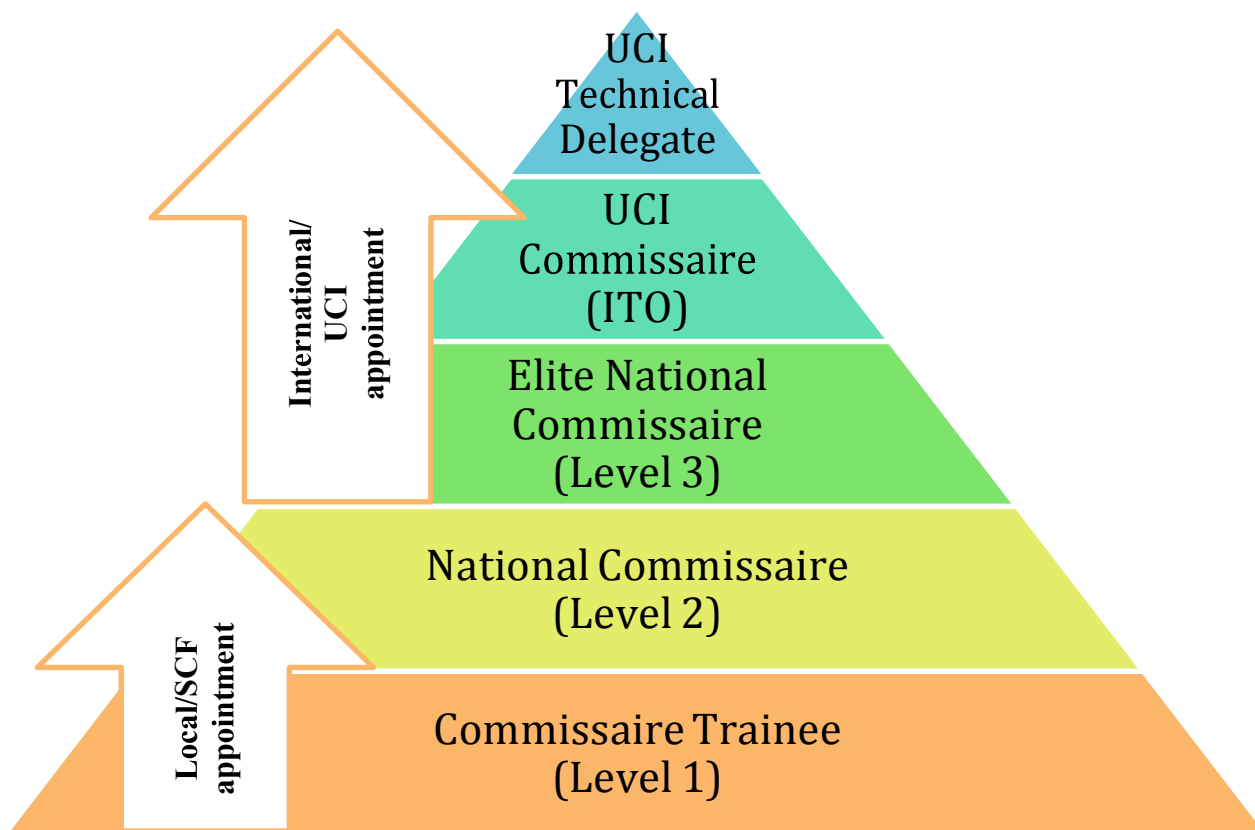 UCI
Technical
Delegate
UCI
Commissaire
(ITO)
Elite National
Commissaire
(Level 3)
National Commissaire
(Level 2)
Commissaire Trainee
(Level 1)
International/
UCI
appointment
Local/SCF
appointment